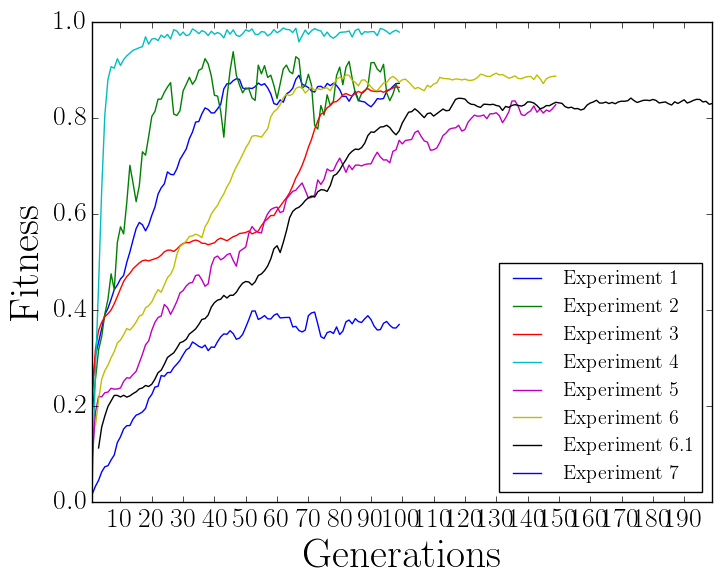 1.0
0.8
0.6
0.4
0.2
0.0
Fitness
Experiment 1
Experiment 2
Experiment 3
Experiment 4
Experiment 5
Experiment 6
Experiment 6.1
Experiment 7
10 20 30 40 50 60 70 80 90 100 110 120 130 140 150 160 170 180 190
Generations